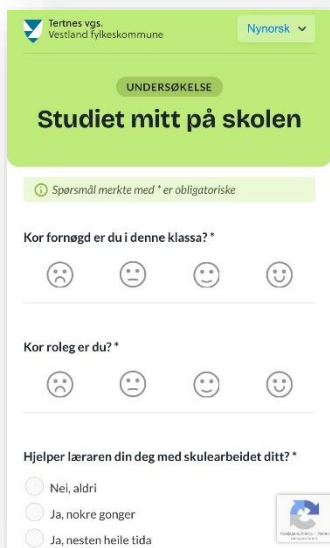 Tertnes vgs.
Vestland fylkeskommune
Nynorsk
UNDERSØKELSE
Studiet mitt på skolen
Spørsmål merkte med * er obligatoriske
Kor fornøgd er du i denne klassa? *
Kor roleg er du? *
Hjelper læraren din deg med skulearbeidet ditt? *
Nei, aldri
Ja, nokre gonger
Ja, nesten heile tida